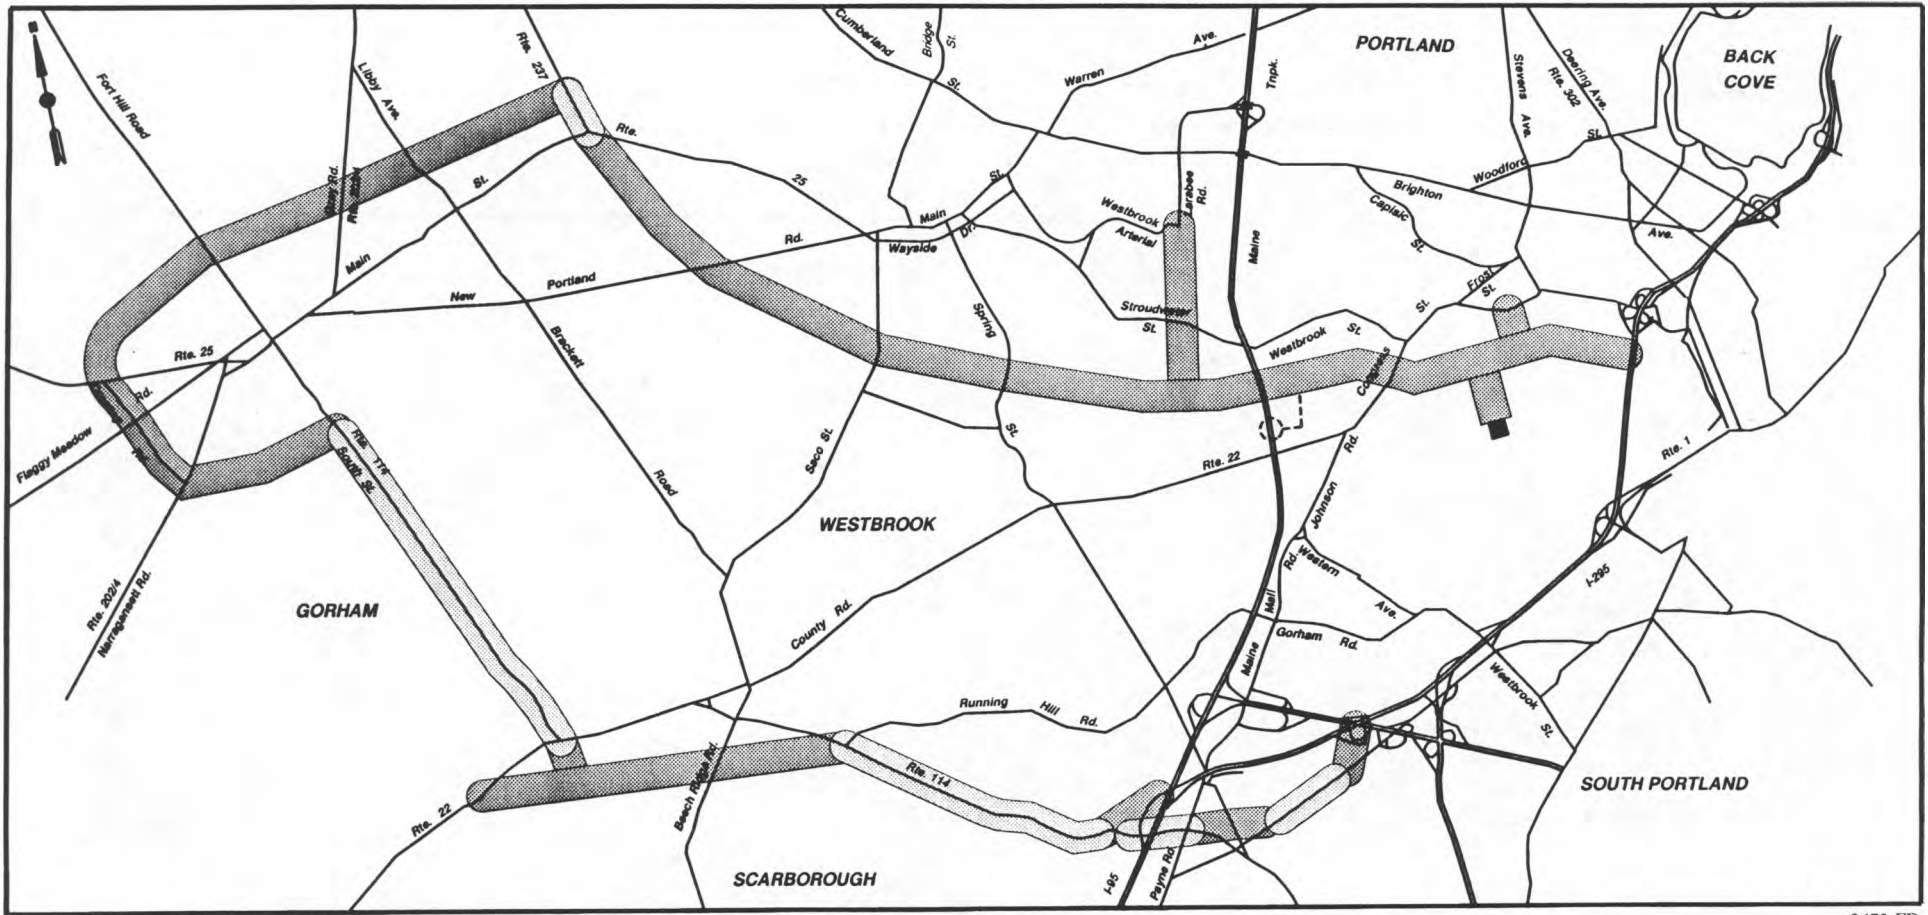 Fort Hill Road
Libby Ave.
Rte. 237
Cumberland
St.
Bridge
St.
Warren
Ave.
Tnpk.
PORTLAND
Stevens
Ave.
Deering Ave.
Rte. 302
BACK
COVE
Rte.
25
St.
Main
Rd.
Main
Wayside
Dr.
St.
Westbrook
Arterial
Larabee
Rd.
Maine
Brighton
Ave.
Woodford
St.
Capisic
St.
Frost
St.
New
Portland
Rd.
Brackett
Road
Spring
St.
Stroudwater
St.
Westbrook
St.
Congress
St.
Rte. 25
Rd.
Flaggy Meadow
Rd.
Rte. 114
South St.
Saco St.
Rte. 22
Rte. 1
WESTBROOK
Johnson
Rd.
Western
Ave.
I-295
Rte. 202/4
Narragansett Rd.
GORHAM
County
Rd.
Mall
Rd.
Maine
Gorham
Rd.
Westbrook
St.
Running
Hill
Rd.
Beech Ridge Rd.
Rte. 114
Rte. 22
SOUTH PORTLAND
SCARBOROUGH
I-95
Payne Rd.